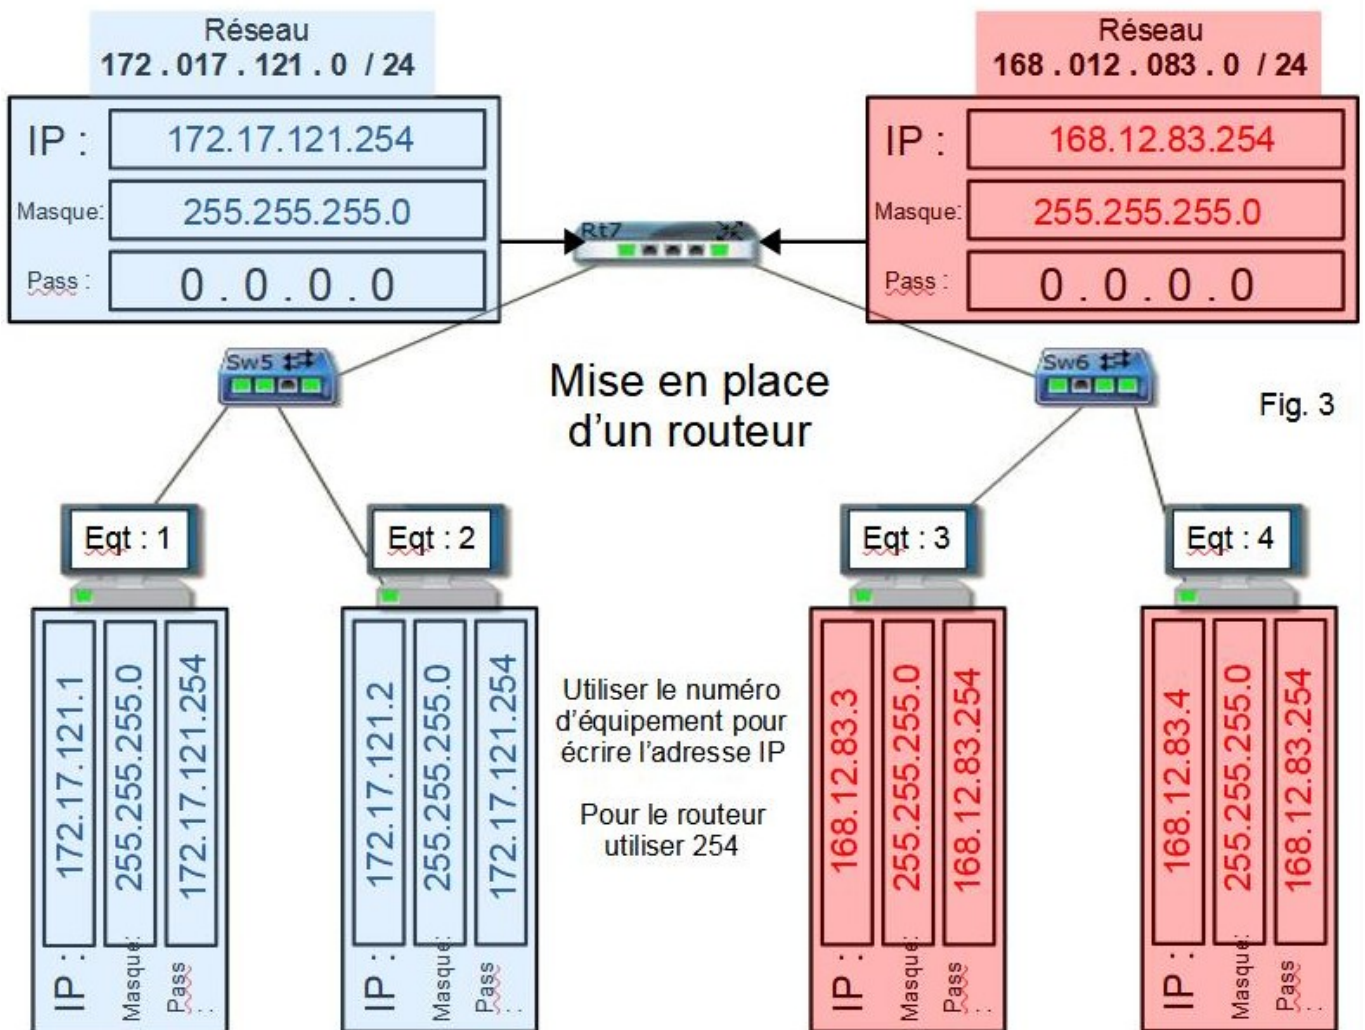 Réseau
172 . 017 . 121 . 0 / 24
IP :
172.17.121.254
Masque:
255.255.255.0
Pass :
0 . 0 . 0 . 0
Réseau
168 . 012 . 083 . 0 / 24
IP :
168.12.83.254
Masque:
255.255.255.0
Pass :
0 . 0 . 0 . 0
Rt7
Sw5
Sw6
Mise en place
d’un routeur
Fig. 3
Eqt : 1
Eqt : 2
Eqt : 3
Eqt : 4
IP :
172.17.121.1
Masque:
255.255.255.0
Pass :
172.17.121.254
IP :
172.17.121.2
Masque:
255.255.255.0
Pass :
172.17.121.254
Utiliser le numéro
d’équipement pour
écrire l’adresse IP
Pour le routeur
utiliser 254
IP :
168.12.83.3
Masque:
255.255.255.0
Pass :
168.12.83.254
IP :
168.12.83.4
Masque:
255.255.255.0
Pass :
168.12.83.254